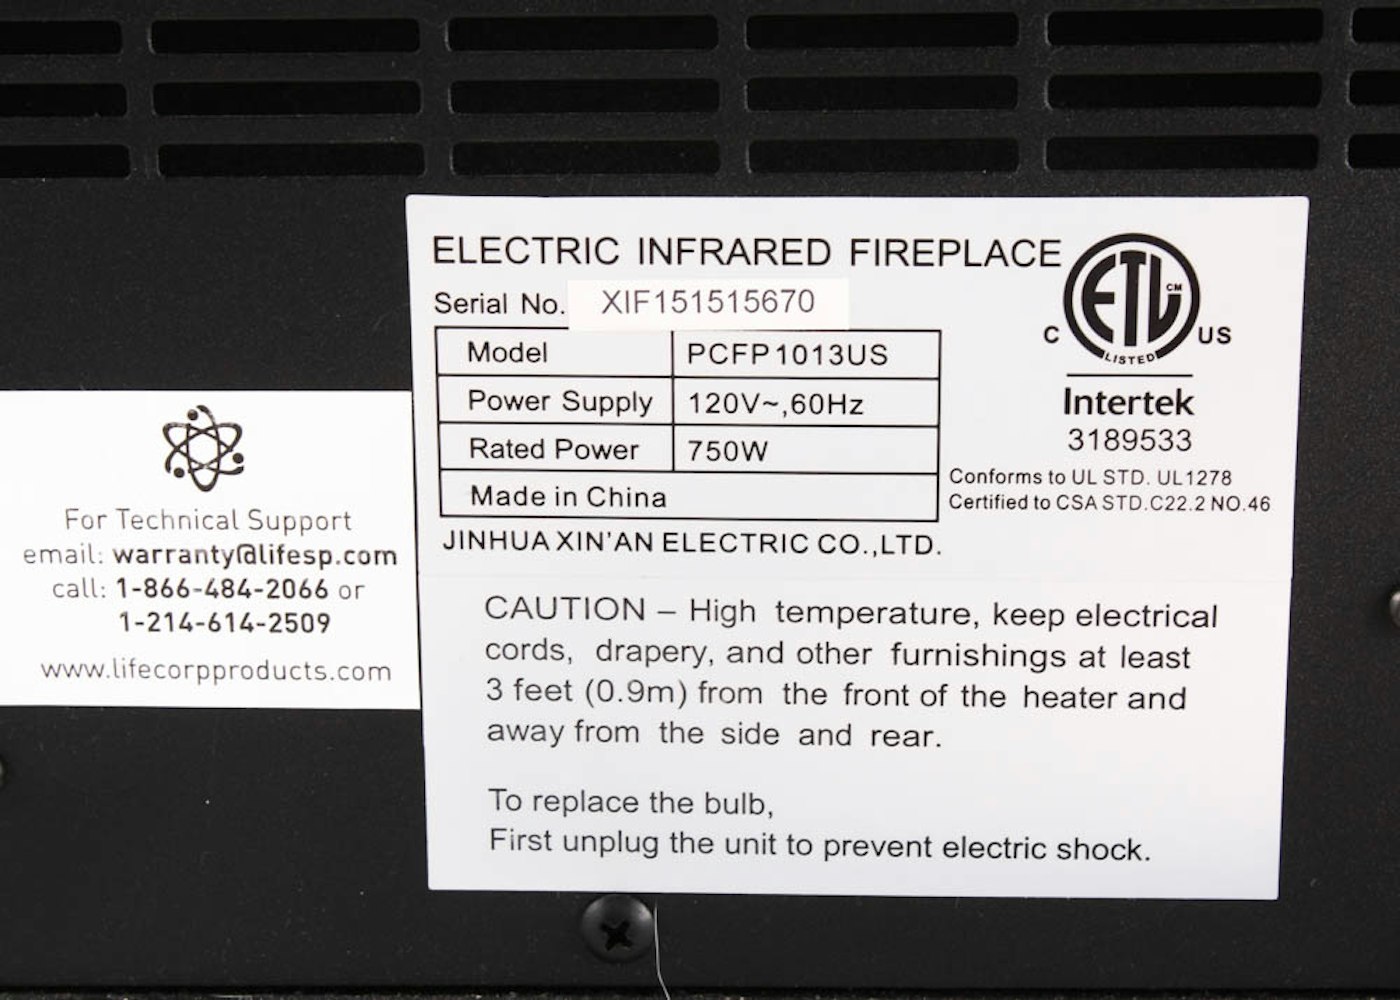 ELECTRIC INFRARED FIREPLACE
Serial No. XIF151515670
Model PCFP1013US
Power Supply 120V~,60Hz
Rated Power 750W
Made in China
JINHUA XIN'AN ELECTRIC CO.,LTD.
ETL CM
LISTED
C US
Intertek
3189533
Conforms to UL STD. UL1278
Certified to CSA STD.C22.2 NO.46
CAUTION – High temperature, keep electrical
cords, drapery, and other furnishings at least
3 feet (0.9m) from the front of the heater and
away from the side and rear.
To replace the bulb,
First unplug the unit to prevent electric shock.
For Technical Support
email: warranty@lifesp.com
call: 1-866-484-2066 or
1-214-614-2509
www.lifecorpproducts.com